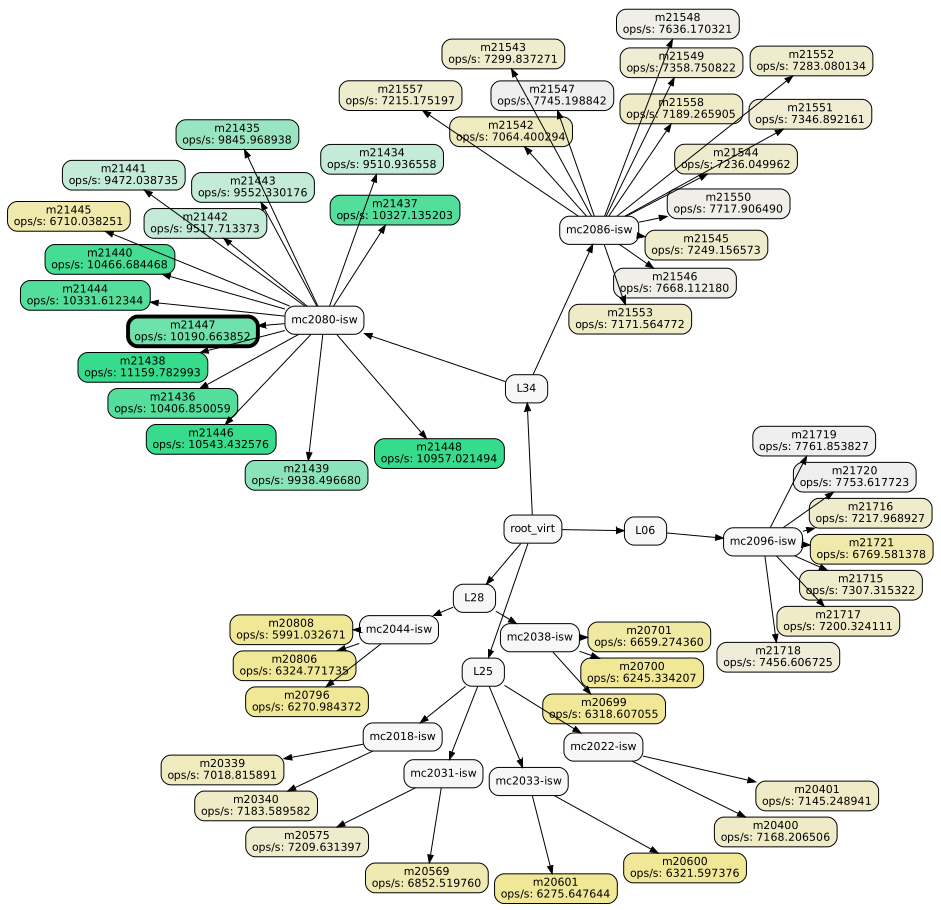 m21548
ops/s: 7636.170321
m21543
ops/s: 7299.837271
m21549
ops/s: 7358.750822
m21552
ops/s: 7283.080134
m21557
ops/s: 7215.175197
m21547
ops/s: 7745.198842
m21558
ops/s: 7189.265905
m21551
ops/s: 7346.892161
m21435
ops/s: 9845.968938
m21542
ops/s: 7064.400294
m21434
ops/s: 9510.936558
m21544
ops/s: 7236.049962
m21441
ops/s: 9472.038735
m21443
ops/s: 9552.330176
m21437
ops/s: 10327.135203
m21550
ops/s: 7717.906490
m21445
ops/s: 6710.038251
m21442
ops/s: 9517.713373
mc2086-isw
m21545
ops/s: 7249.156573
m21440
ops/s: 10466.684468
m21546
ops/s: 7668.112180
m21444
ops/s: 10331.612344
mc2080-isw
m21553
ops/s: 7171.564772
m21447
ops/s: 10190.663852
m21438
ops/s: 11159.782993
L34
m21436
ops/s: 10406.850059
m21446
ops/s: 10543.432576
m21448
ops/s: 10957.021494
m21439
ops/s: 9938.496680
m21719
ops/s: 7761.853827
m21720
ops/s: 7753.617723
m21716
ops/s: 7217.968927
root_virt
L06
mc2096-isw
m21721
ops/s: 6769.581378
m21715
ops/s: 7307.315322
L28
m21717
ops/s: 7200.324111
m20808
ops/s: 5991.032671
mc2044-isw
mc2038-isw
m20701
ops/s: 6659.274360
m21718
ops/s: 7456.606725
m20806
ops/s: 6324.771735
L25
m20700
ops/s: 6245.334207
m20796
ops/s: 6270.984372
m20699
ops/s: 6318.607055
mc2018-isw
mc2022-isw
m20339
ops/s: 7018.815891
mc2031-isw
mc2033-isw
m20401
ops/s: 7145.248941
m20340
ops/s: 7183.589582
m20400
ops/s: 7168.206506
m20575
ops/s: 7209.631397
m20569
ops/s: 6852.519760
m20601
ops/s: 6275.647644
m20600
ops/s: 6321.597376